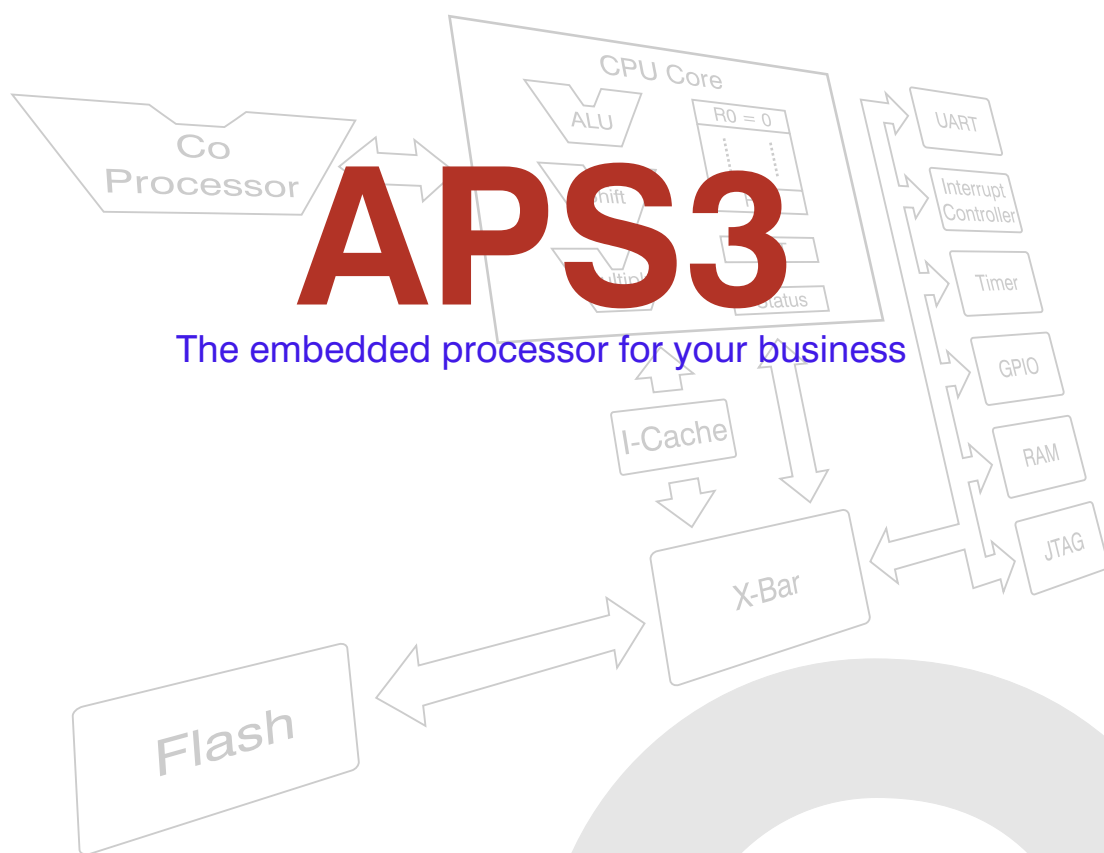 CPU Core
ALU
R0 = 0
UART
Co
Processor
Interrupt
Controller
APS3
Timer
Status
The embedded processor for your business
GPIO
I-Cache
RAM
JTAG
X-Bar
Flash